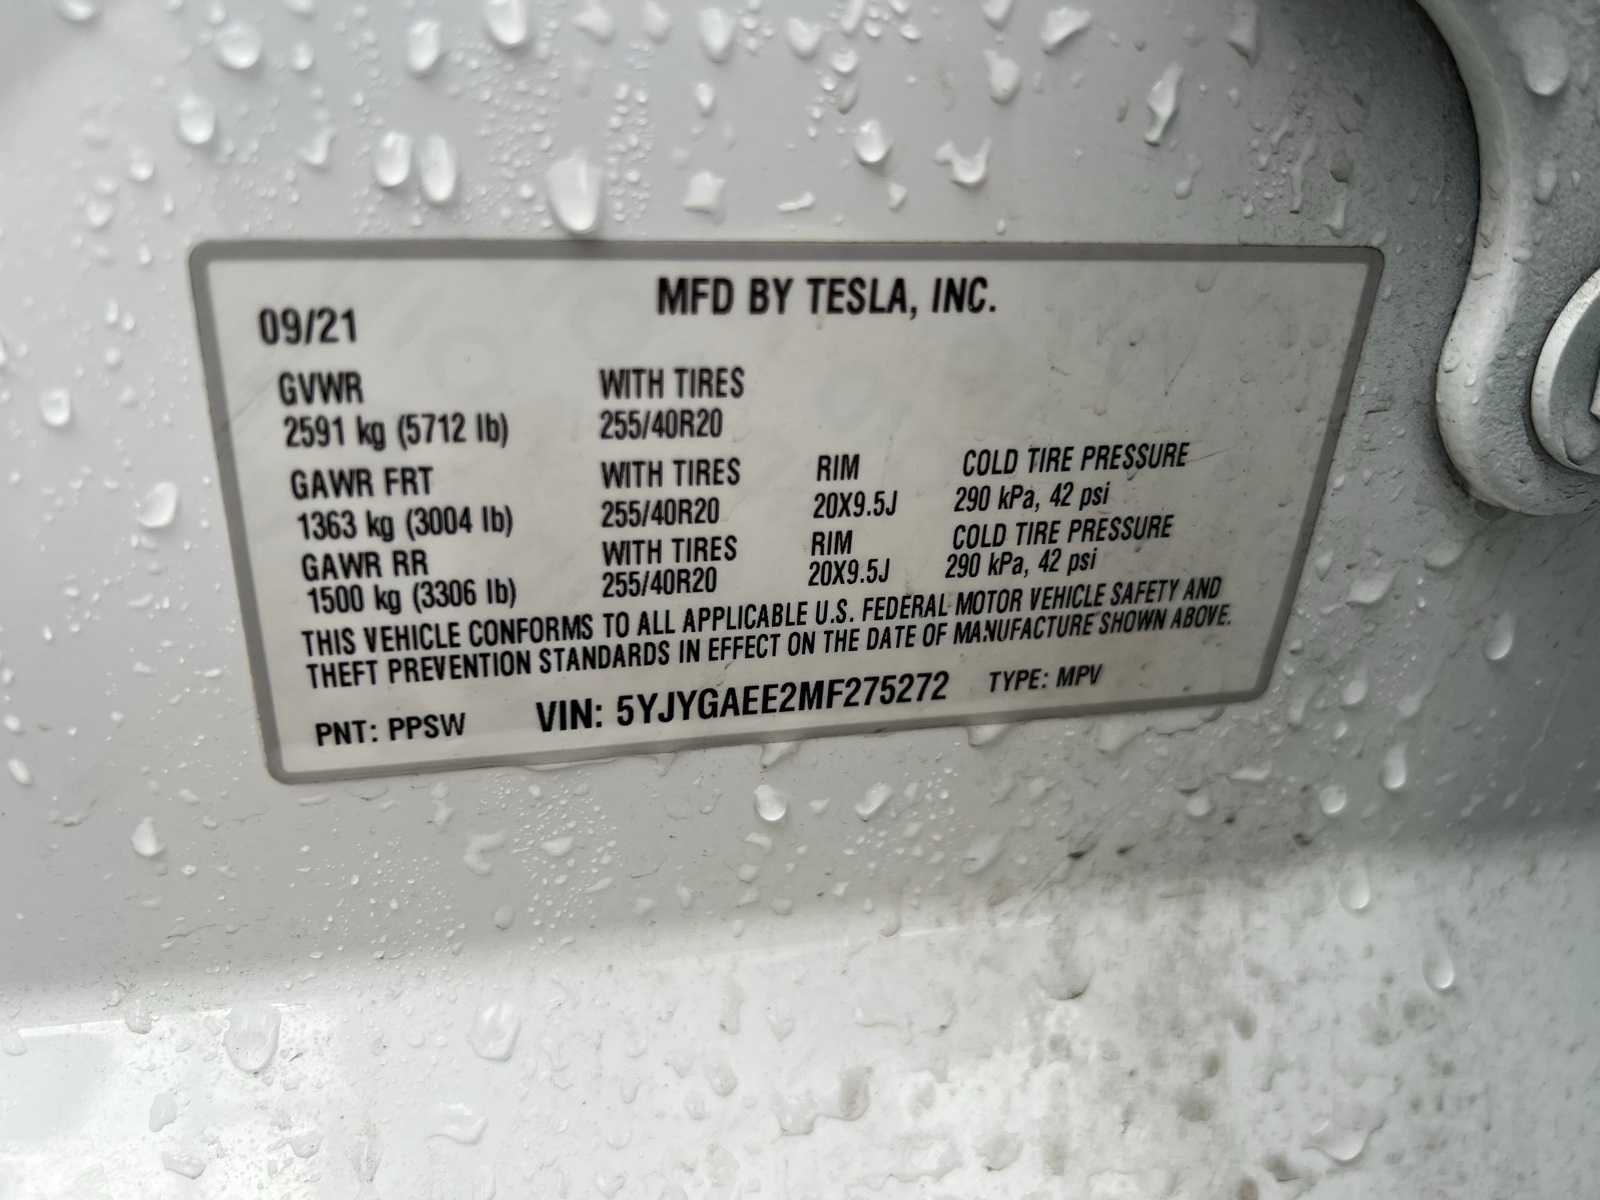 MFD BY TESLA, INC.
09/21
GVWR WITH TIRES
2591 kg (5712 lb) 255/40R20
GAWR FRT WITH TIRES RIM COLD TIRE PRESSURE
1363 kg (3004 lb) 255/40R20 20X9.5J 290 kPa, 42 psi
GAWR RR WITH TIRES RIM COLD TIRE PRESSURE
1500 kg (3306 lb) 255/40R20 20X9.5J 290 kPa, 42 psi
THIS VEHICLE CONFORMS TO ALL APPLICABLE U.S. FEDERAL MOTOR VEHICLE SAFETY AND
THEFT PREVENTION STANDARDS IN EFFECT ON THE DATE OF MANUFACTURE SHOWN ABOVE.
PNT: PPSW VIN: 5YJYGAEE2MF275272 TYPE: MPV